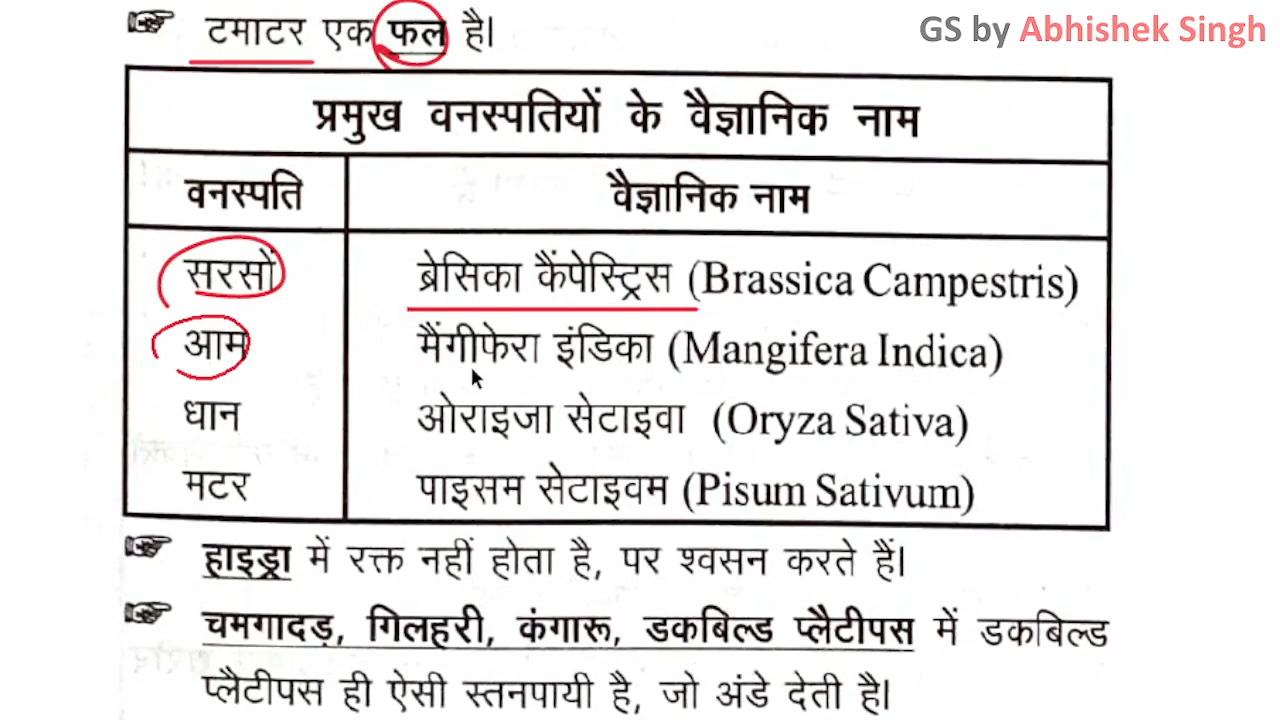 टमाटर एक फल है।
GS by Abhishek Singh
प्रमुख वनस्पतियों के वैज्ञानिक नाम
वनस्पति वैज्ञानिक नाम
सरसों ब्रेसिका कैंपेस्ट्रिस (Brassica Campestris)
आम मैंगीफेरा इंडिका (Mangifera Indica)
धान ओराइजा सेटाइवा (Oryza Sativa)
मटर पाइसम सेटाइवम (Pisum Sativum)
हाइड्रा में रक्त नहीं होता है, पर श्वसन करते हैं।
चमगादड़, गिलहरी, कंगारू, डकबिल्ड प्लैटीपस में डकबिल्ड
प्लैटीपस ही ऐसी स्तनपायी है, जो अंडे देती है।